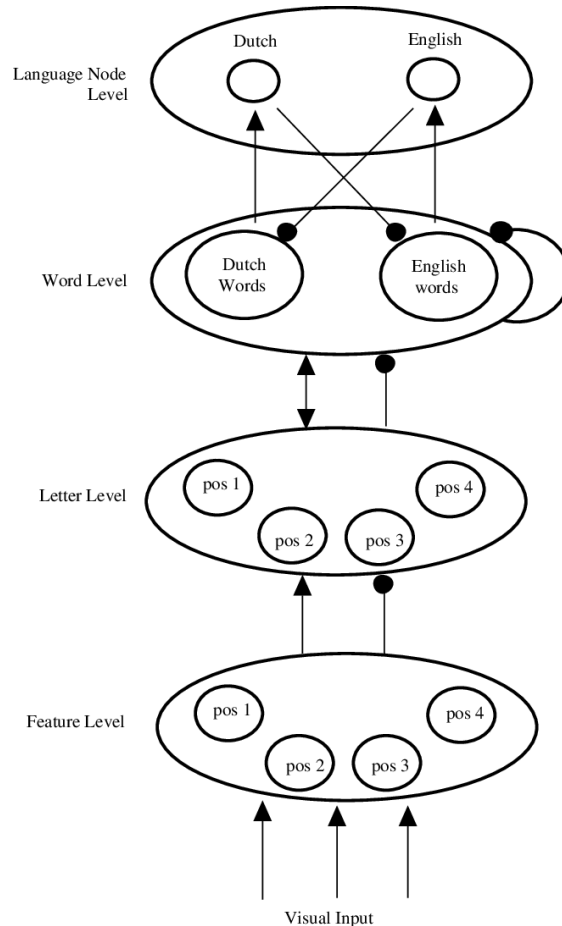 Dutch
English
Language Node
Level
Word Level
Dutch
Words
English
words
Letter Level
pos 1
pos 2
pos 3
pos 4
Feature Level
pos 1
pos 2
pos 3
pos 4
Visual Input